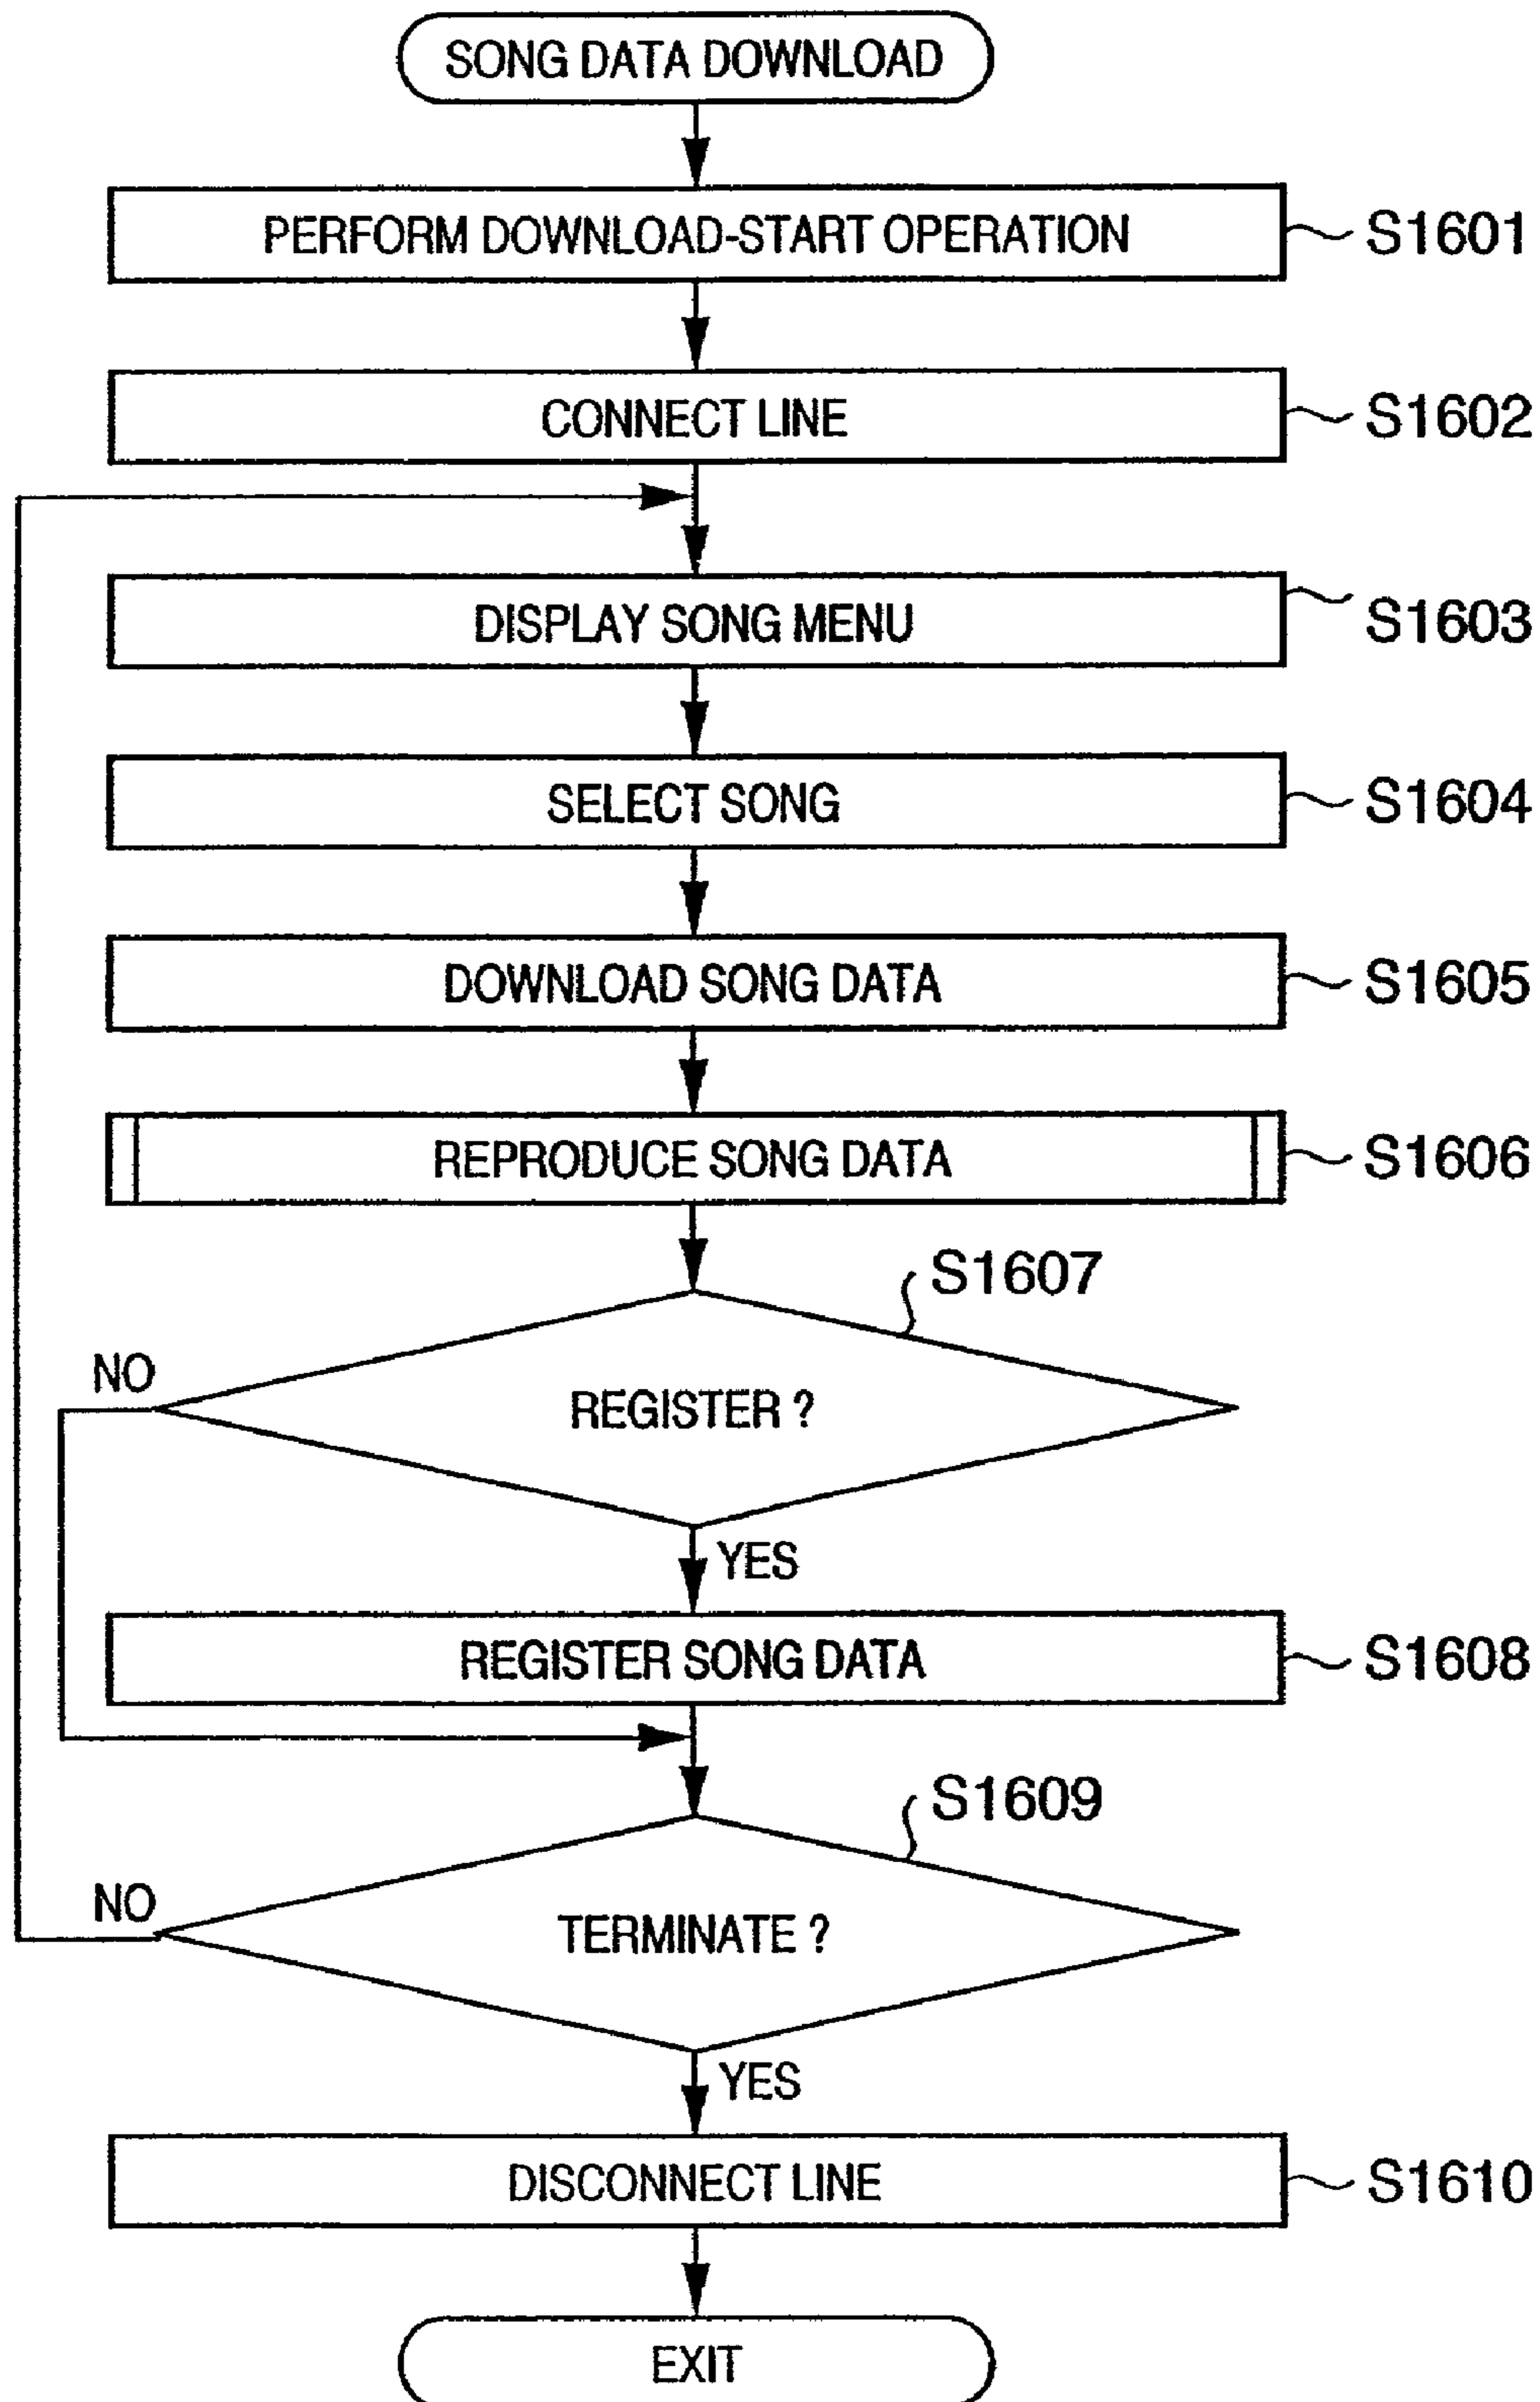 SONG DATA DOWNLOAD
PERFORM DOWNLOAD-START OPERATION
S1601
CONNECT LINE
S1602
DISPLAY SONG MENU
S1603
SELECT SONG
S1604
DOWNLOAD SONG DATA
S1605
REPRODUCE SONG DATA
S1606
S1607
NO
REGISTER ?
YES
REGISTER SONG DATA
S1608
S1609
NO
TERMINATE ?
YES
DISCONNECT LINE
S1610
EXIT